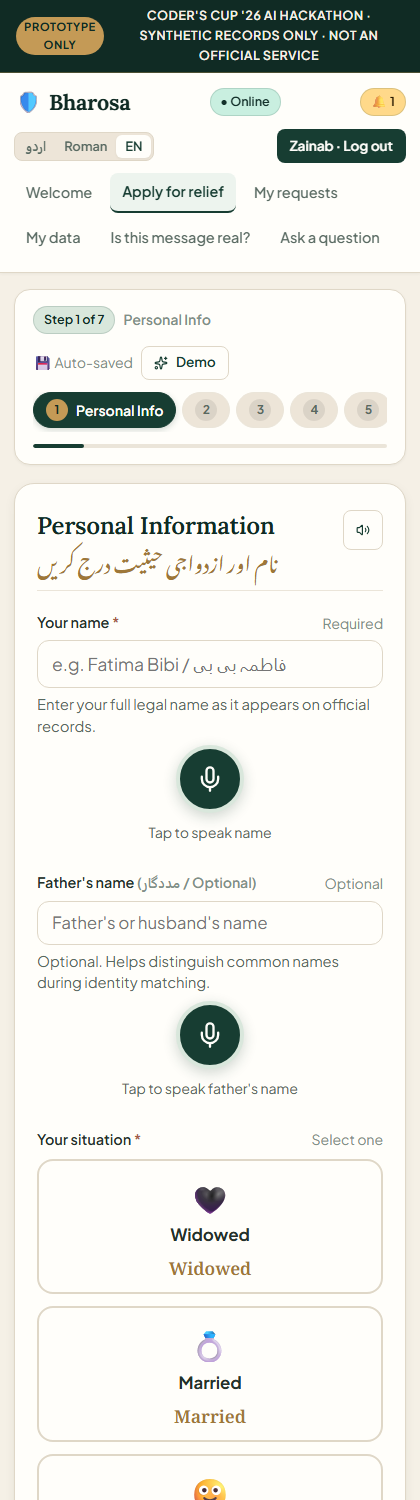 PROTOTYPE ONLY
CODER'S CUP '26 AI HACKATHON ·
SYNTHETIC RECORDS ONLY · NOT AN
OFFICIAL SERVICE
Bharosa
● Online
1
اردو Roman EN
Zainab · Log out
Welcome Apply for relief My requests
My data Is this message real? Ask a question
Step 1 of 7 Personal Info
Auto-saved Demo
1 Personal Info 2 3 4 5
Personal Information
نام اور ازدواجی حیثیت درج کریں
Your name * Required
e.g. Fatima Bibi / فاطمہ بی بی
Enter your full legal name as it appears on official
records.
Tap to speak name
Father's name (مددگار / Optional) Optional
Father's or husband's name
Optional. Helps distinguish common names
during identity matching.
Tap to speak father's name
Your situation * Select one
Widowed
Widowed
Married
Married